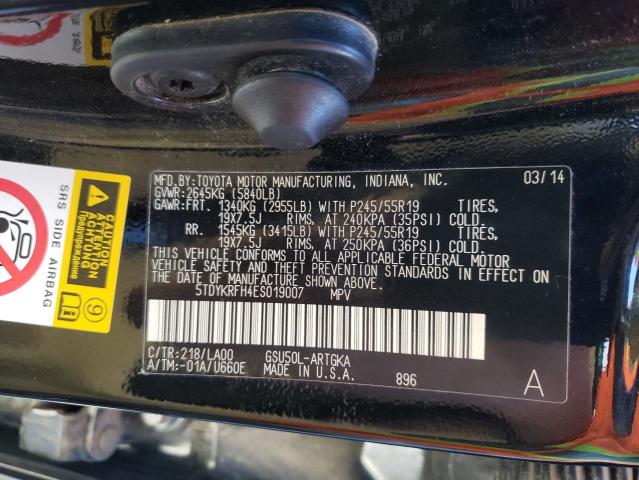 MFD.BY:TOYOTA MOTOR MANUFACTURING, INDIANA, INC. 03/14
GVWR:2645KG (5840LB)
GAWR:FRT. 1340KG (2955LB) WITH P245/55R19 TIRES,
19X7.5J RIMS, AT 240KPA (35PSI) COLD.
RR. 1545KG (3415LB) WITH P245/55R19 TIRES,
19X7.5J RIMS, AT 250KPA (36PSI) COLD.
THIS VEHICLE CONFORMS TO ALL APPLICABLE FEDERAL MOTOR
VEHICLE SAFETY AND THEFT PREVENTION STANDARDS IN EFFECT ON
THE DATE OF MANUFACTURE SHOWN ABOVE.
5TDYKRFH4ES019007 MPV
C/TR:218/LA00 GSU50L-ARTGKA
A/TM:-01A/U660E MADE IN U.S.A. 896 A
SRS SIDE AIRBAG
Предупреждение
9